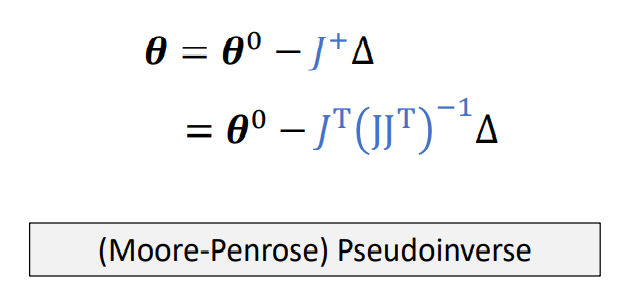 θ = θ⁰ − J⁺Δ
= θ⁰ − Jᵀ(JJᵀ)⁻¹Δ
(Moore-Penrose) Pseudoinverse